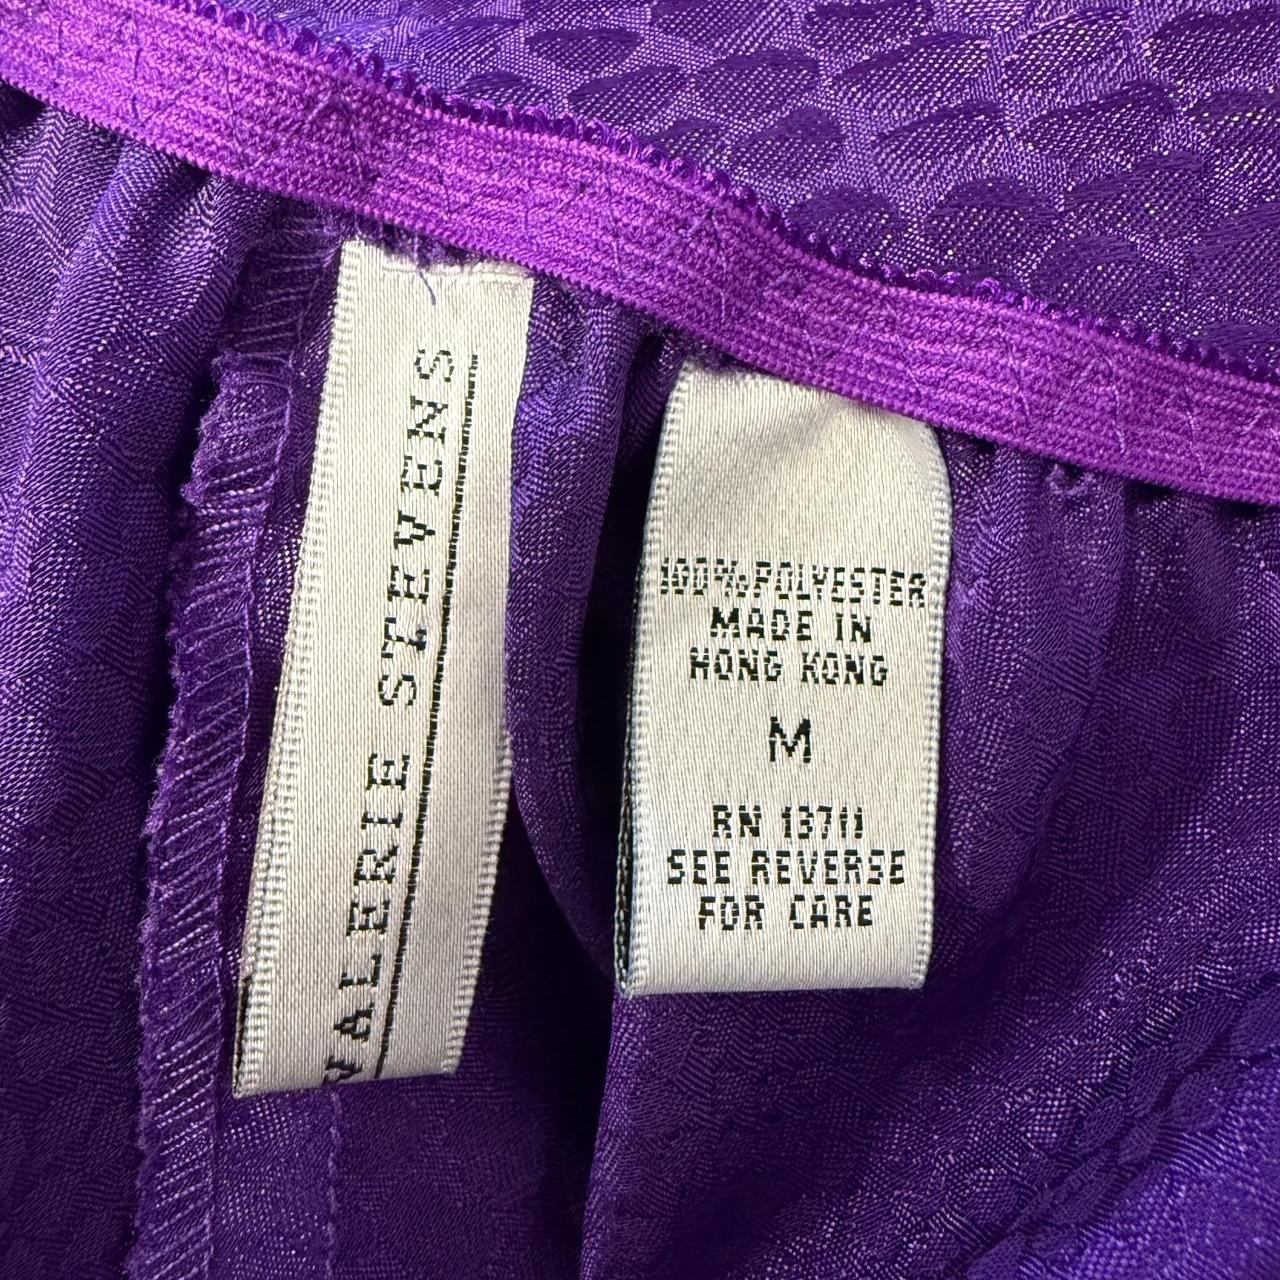 VALERIE STEVENS
100% POLYESTER
MADE IN
HONG KONG
M
RN 13711
SEE REVERSE
FOR CARE